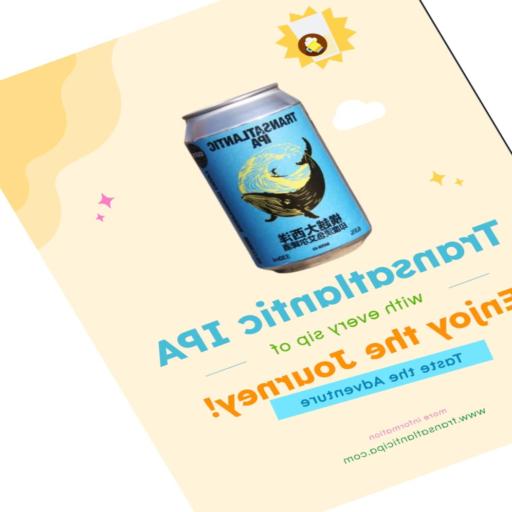 TRANSATLANTIC
IPA
横越大西洋
Transatlantic IPA
with every sip of
Enjoy the Journey!
Taste the Adventure
more information
www.transatlanticipa.com